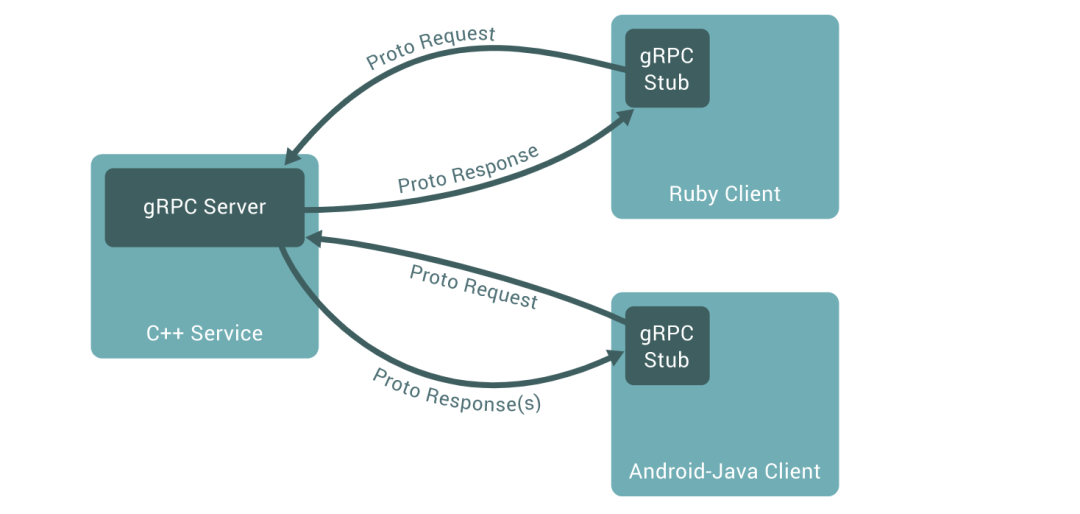 Proto Request
gRPC
Stub
Proto Response
Ruby Client
gRPC Server
C++ Service
Proto Request
gRPC
Stub
Proto Response(s)
Android-Java Client